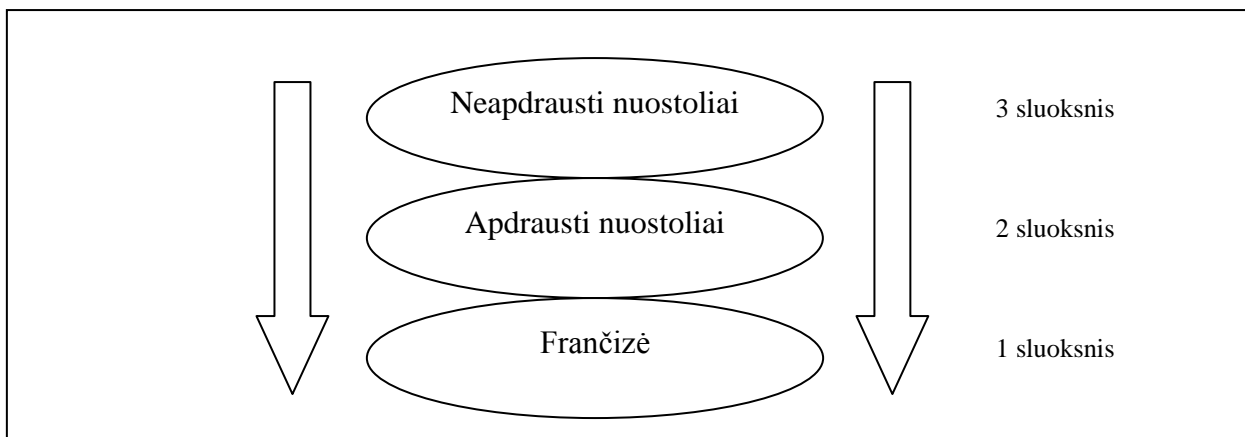 Neapdrausti nuostoliai
3 sluoksnis
Apdrausti nuostoliai
2 sluoksnis
Frančizė
1 sluoksnis